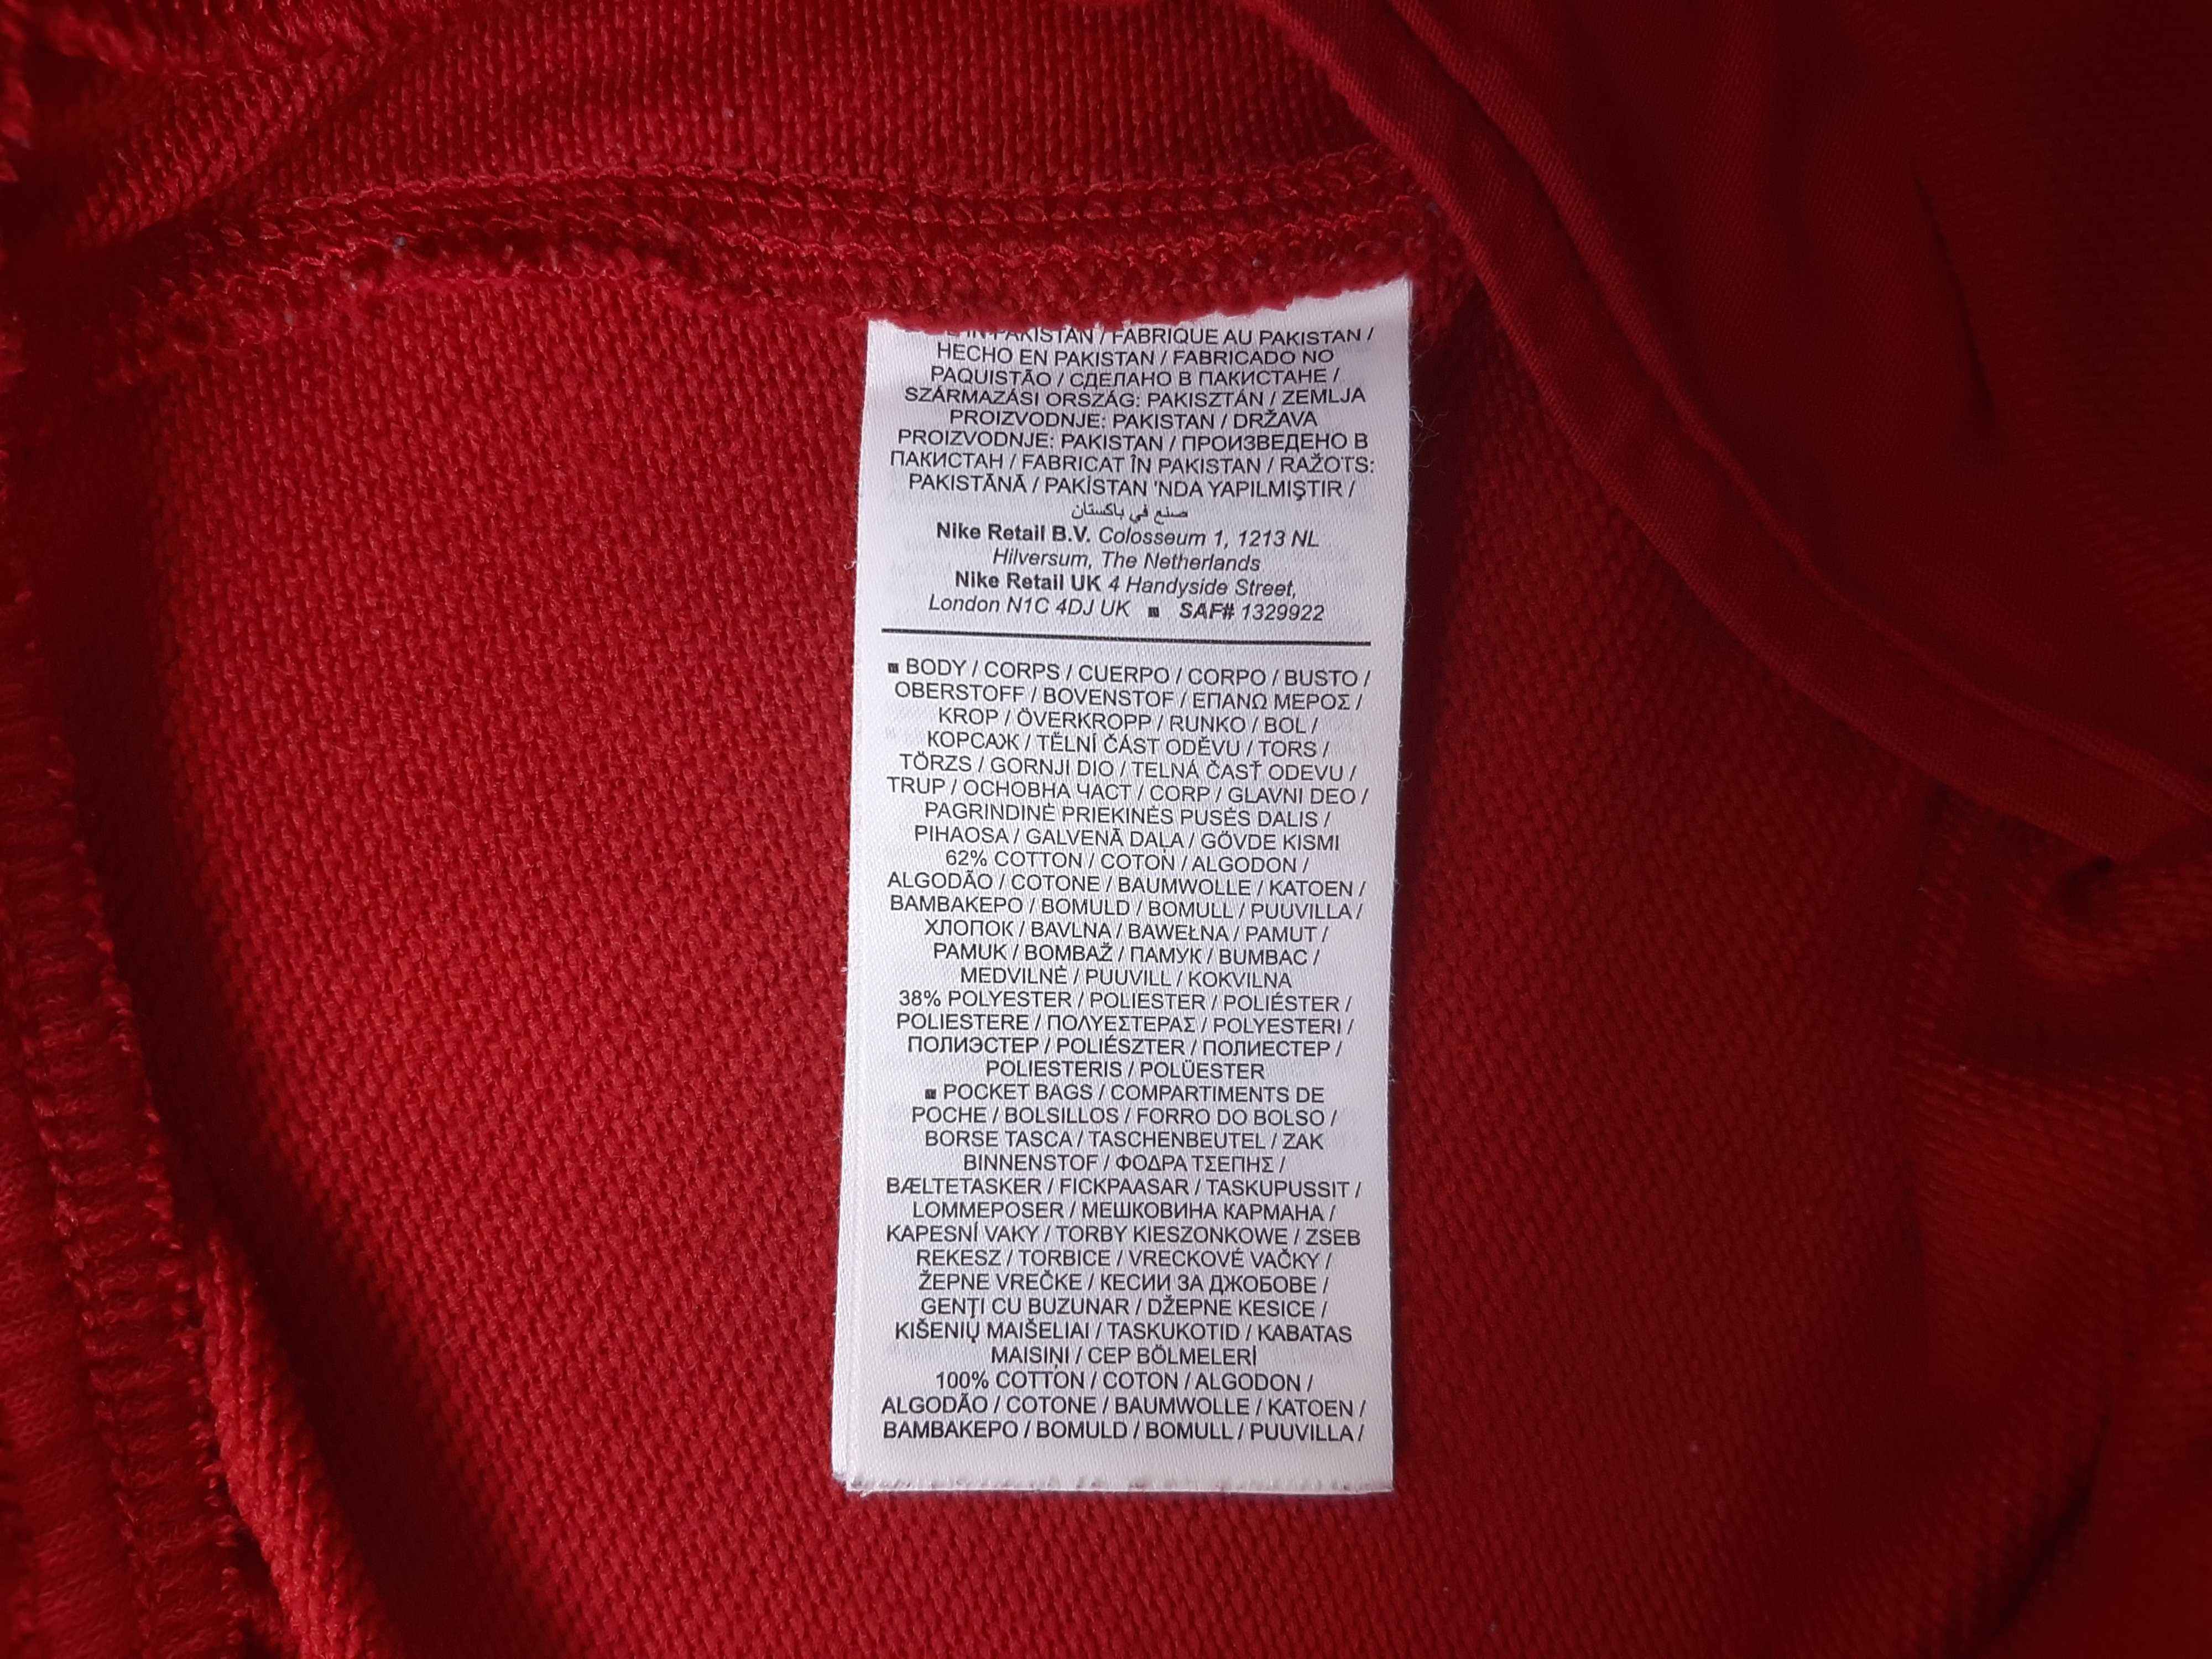 IN PAKISTAN / FABRIQUE AU PAKISTAN /
HECHO EN PAKISTAN / FABRICADO NO
PAQUISTÃO / СДЕЛАНО В ПАКИСТАНЕ /
SZÁRMAZÁSI ORSZÁG: PAKISZTÁN / ZEMLJA
PROIZVODNJE: PAKISTAN / DRŽAVA
PROIZVODNJE: PAKISTAN / ПРОИЗВЕДЕНО В
ПАКИСТАН / FABRICAT ÎN PAKISTAN / RAŽOTS:
PAKISTĀNĀ / PAKİSTAN 'NDA YAPILMIŞTIR /
صنع في باكستان
Nike Retail B.V. Colosseum 1, 1213 NL
Hilversum, The Netherlands
Nike Retail UK 4 Handyside Street,
London N1C 4DJ UK ■ SAF# 1329922
■ BODY / CORPS / CUERPO / CORPO / BUSTO /
OBERSTOFF / BOVENSTOF / ΕΠΑΝΩ ΜΕΡΟΣ /
KROP / ÖVERKROPP / RUNKO / BOL /
КОРСАЖ / TĚLNÍ ČÁST ODĚVU / TORS /
TÖRZS / GORNJI DIO / TELNÁ ČASŤ ODEVU /
TRUP / ОСНОВНА ЧАСТ / CORP / GLAVNI DEO /
PAGRINDINĖ PRIEKINĖS PUSĖS DALIS /
PIHAOSA / GALVENĀ DAĻA / GÖVDE KISMI
62% COTTON / COTON / ALGODON /
ALGODÃO / COTONE / BAUMWOLLE / KATOEN /
ΒΑΜΒΑΚΕΡΟ / BOMULD / BOMULL / PUUVILLA /
ХЛОПОК / BAVLNA / BAWEŁNA / PAMUT /
PAMUK / BOMBAŽ / ПАМУК / BUMBAC /
MEDVILNĖ / PUUVILL / KOKVILNA
38% POLYESTER / POLIESTER / POLIÉSTER /
POLIESTERE / ΠΟΛΥΕΣΤΕΡΑΣ / POLYESTERI /
ПОЛИЭСТЕР / POLIÉSZTER / ПОЛИЕСТЕР /
POLIESTERIS / POLÜESTER
■ POCKET BAGS / COMPARTIMENTS DE
POCHE / BOLSILLOS / FORRO DO BOLSO /
BORSE TASCA / TASCHENBEUTEL / ZAK
BINNENSTOF / ΦΟΔΡΑ ΤΣΕΠΗΣ /
BÆLTETASKER / FICKPAASAR / TASKUPUSSIT /
LOMMEPOSER / МЕШКОВИНА КАРМАНА /
KAPESNÍ VAKY / TORBY KIESZONKOWE / ZSEB
REKESZ / TORBICE / VRECKOVÉ VAČKY /
ŽEPNE VREČKE / КЕСИИ ЗА ДЖОБОВЕ /
GENŢI CU BUZUNAR / DŽEPNE KESICE /
KIŠENIŲ MAIŠELIAI / TASKUKOTID / KABATAS
MAISIŅI / CEP BÖLMELERİ
100% COTTON / COTON / ALGODON /
ALGODÃO / COTONE / BAUMWOLLE / KATOEN /
ΒΑΜΒΑΚΕΡΟ / BOMULD / BOMULL / PUUVILLA /